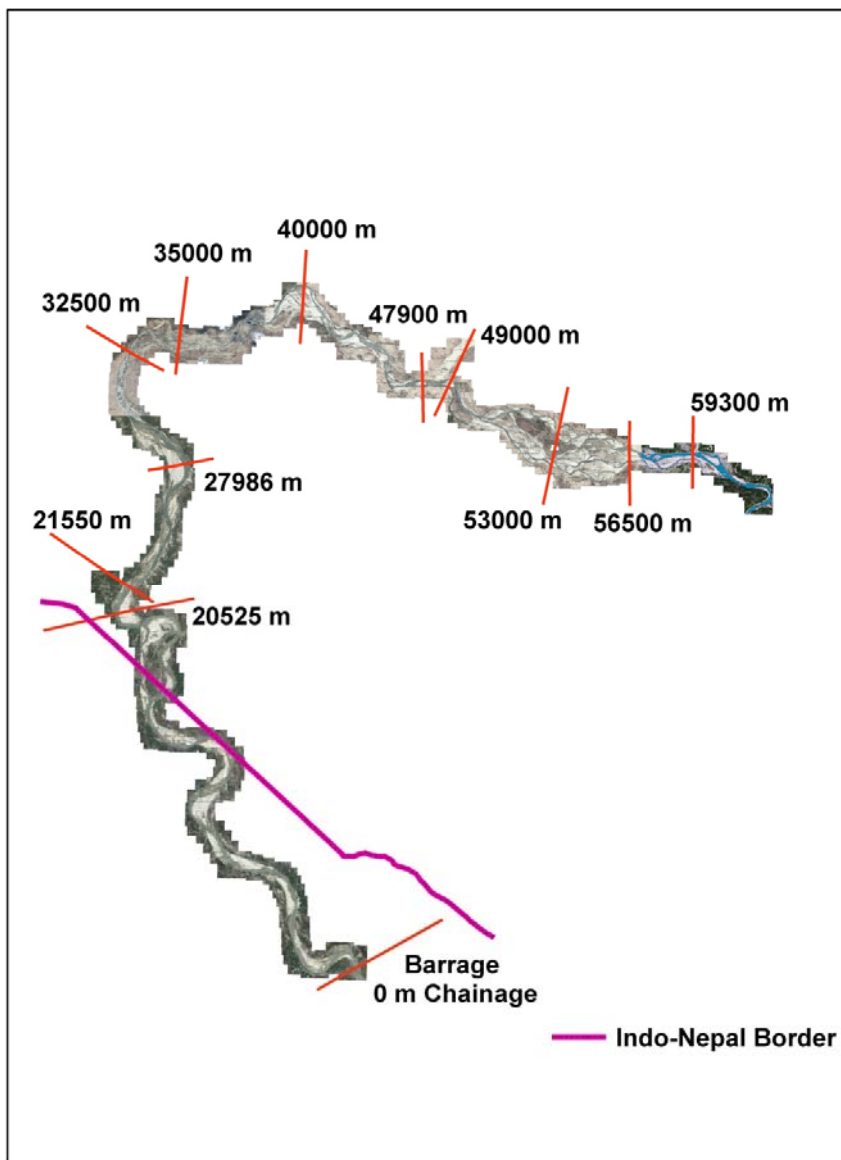 40000 m
35000 m
32500 m
47900 m
49000 m
59300 m
27986 m
53000 m
56500 m
21550 m
20525 m
Barrage
0 m Chainage
Indo-Nepal Border